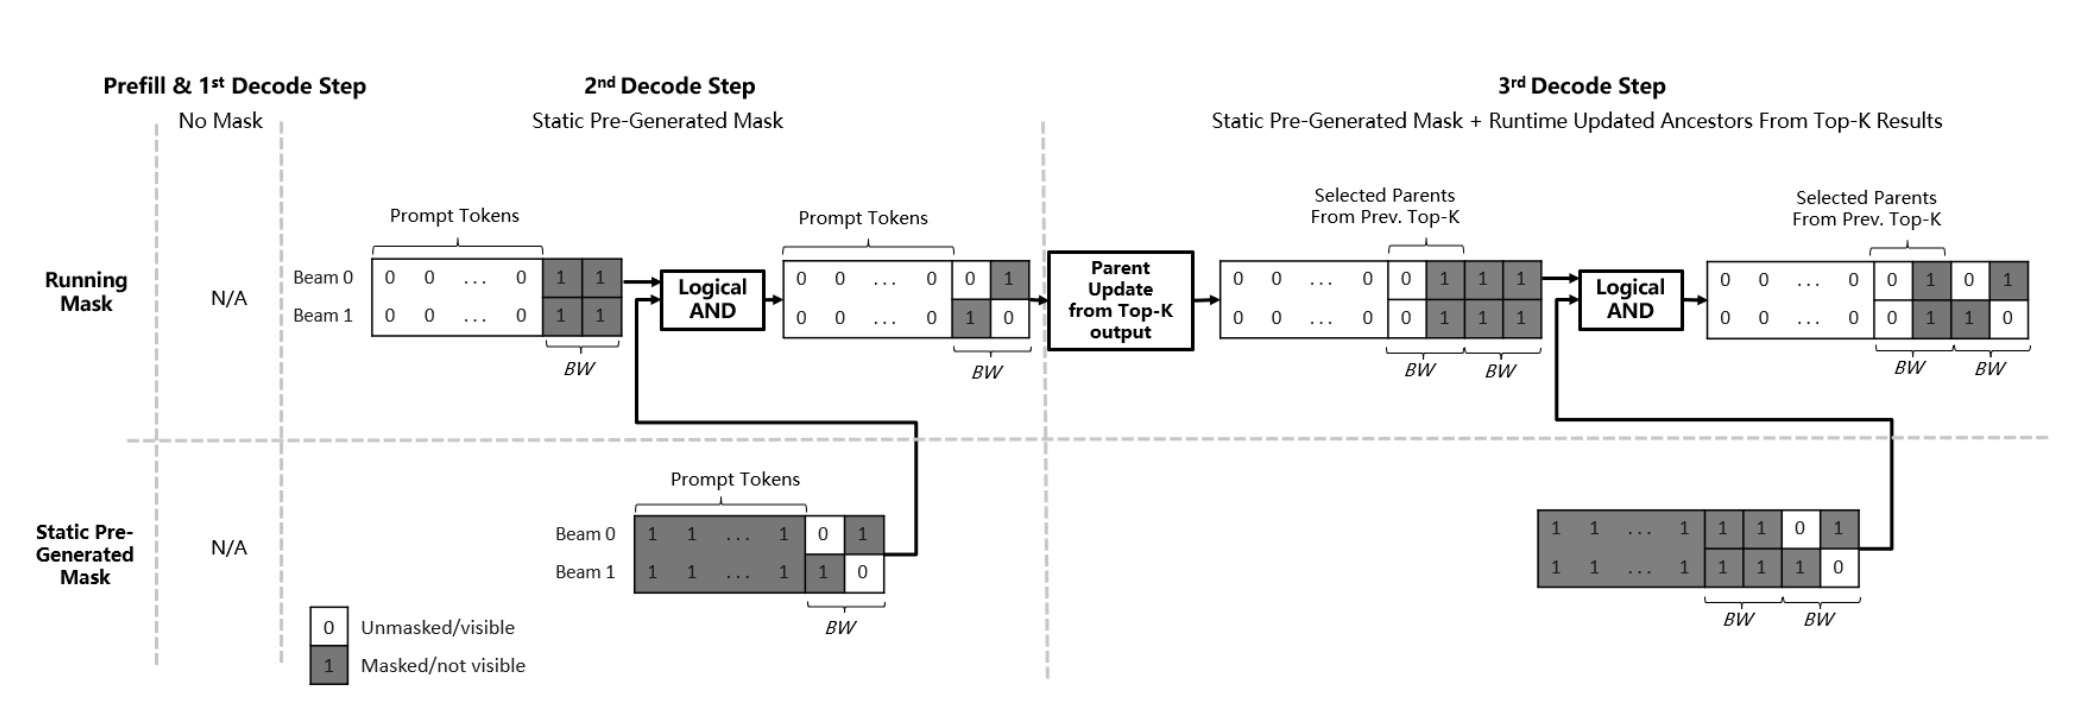 Prefill & 1st Decode Step
No Mask
2nd Decode Step
Static Pre-Generated Mask
3rd Decode Step
Static Pre-Generated Mask + Runtime Updated Ancestors From Top-K Results
Running
Mask
N/A
Prompt Tokens
Beam 0
0 0 ... 0 1 1
Beam 1
0 0 ... 0 1 1
BW
Logical
AND
Prompt Tokens
0 0 ... 0 0 1
0 0 ... 0 1 0
BW
Parent
Update
from Top-K
output
Selected Parents
From Prev. Top-K
0 0 ... 0 0 1 1 1
0 0 ... 0 0 1 1 1
BW BW
Logical
AND
Selected Parents
From Prev. Top-K
0 0 ... 0 0 1 0 1
0 0 ... 0 0 1 1 0
BW BW
Static Pre-
Generated
Mask
N/A
Prompt Tokens
Beam 0
1 1 ... 1 0 1
Beam 1
1 1 ... 1 1 0
BW
1 1 ... 1 1 1 0 1
1 1 ... 1 1 1 1 0
BW BW
0 Unmasked/visible
1 Masked/not visible